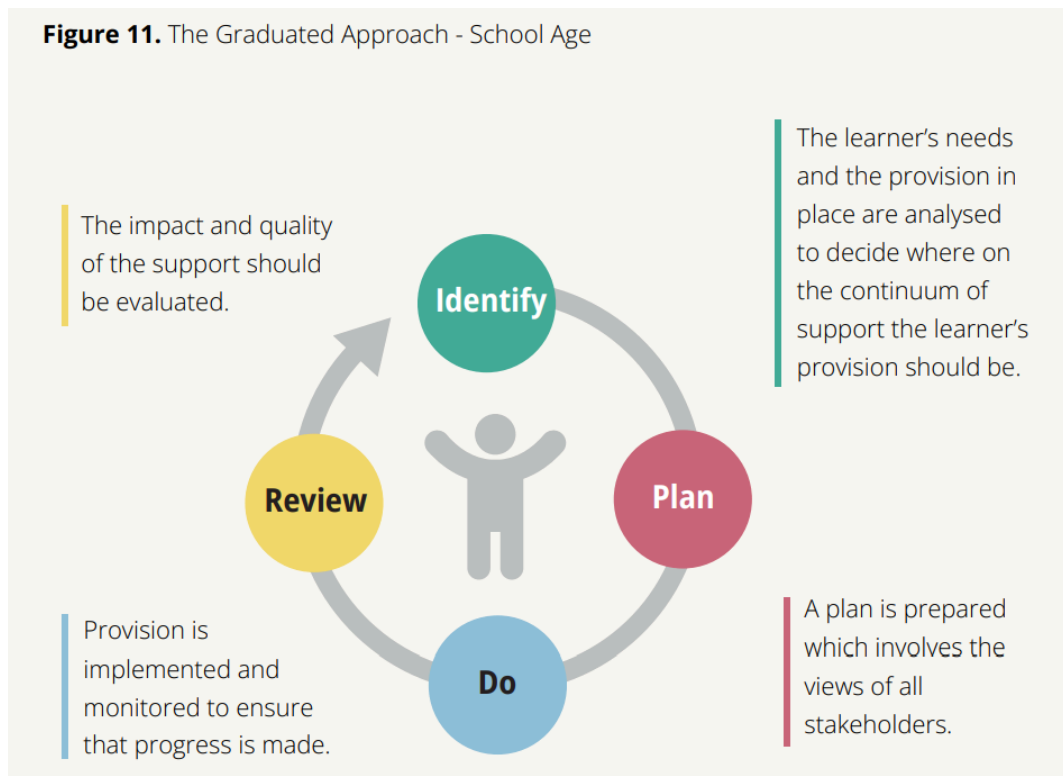 Figure 11. The Graduated Approach - School Age
The learner’s needs
and the provision in
place are analysed
to decide where on
the continuum of
support the learner’s
provision should be.
The impact and quality
of the support should
be evaluated.
Identify
Review
Plan
Do
Provision is
implemented and
monitored to ensure
that progress is made.
A plan is prepared
which involves the
views of all
stakeholders.